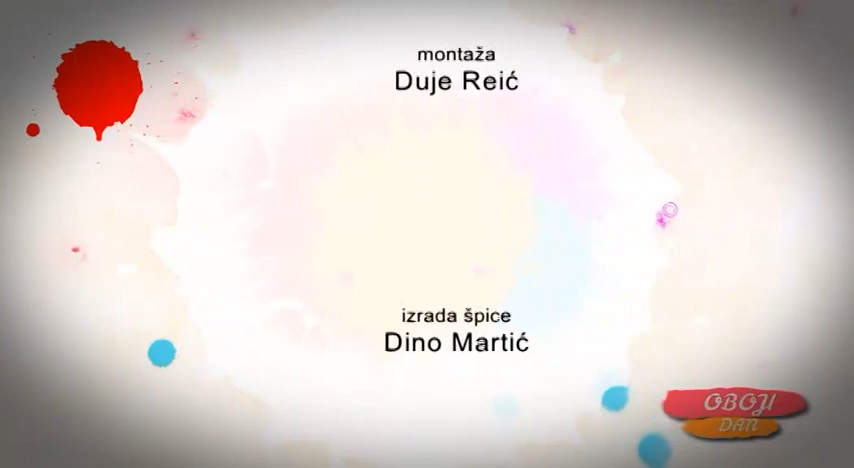 montaža
Duje Reić
izrada špice
Dino Martić
OBOJI
DAN